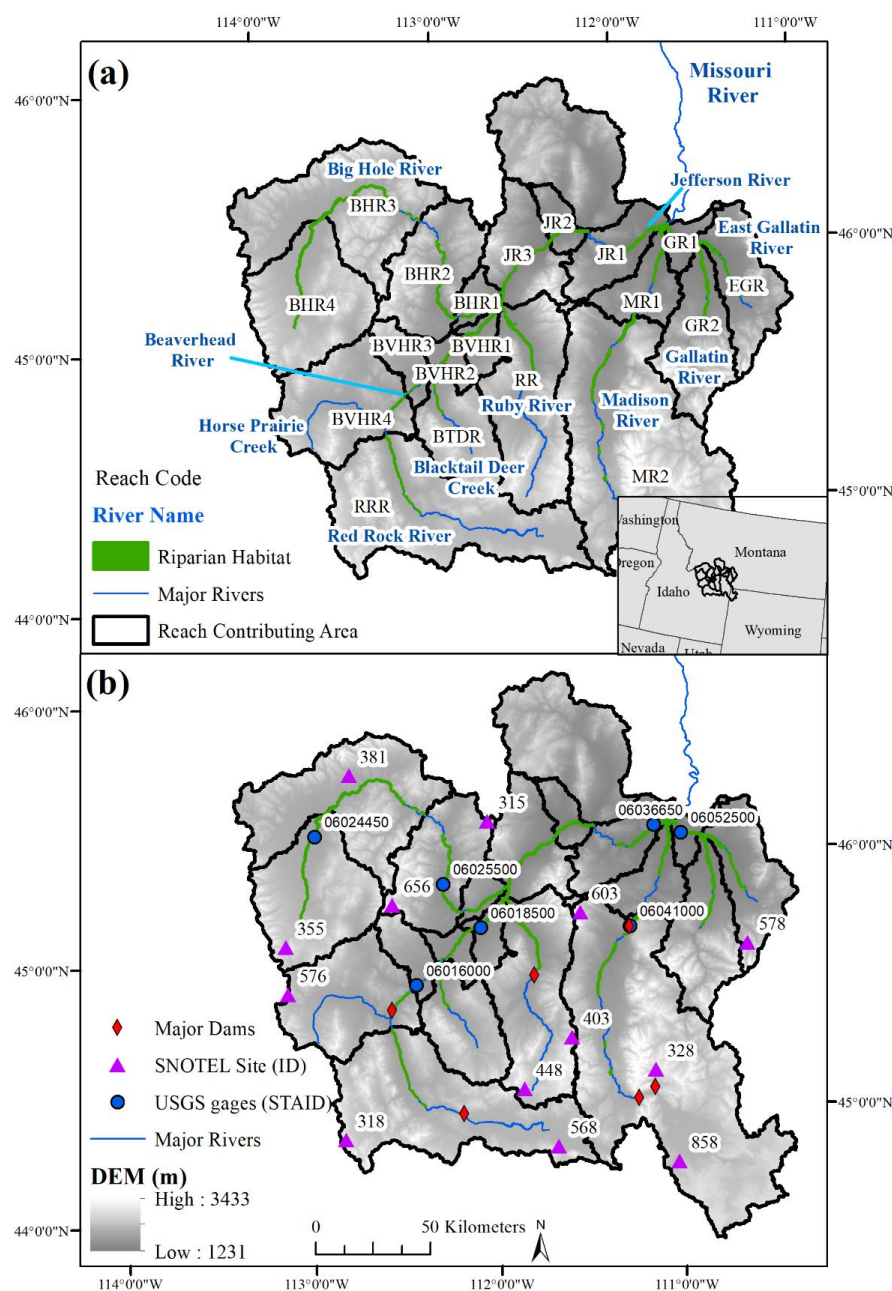 114°0'0"W 113°0'0"W 112°0'0"W 111°0'0"W
(a)
Missouri
River
46°0'0"N
Big Hole River
Jefferson River
BHR3
JR2
East Gallatin
River
46°0'0"N
JR3
JR1
GR1
BHR2
EGR
BHR4
BHR1
MR1
GR2
Beaverhead
River
BVHR3
BVHR1
45°0'0"N
BVHR2
RR
Gallatin
River
Ruby River
Madison
River
Horse Prairie
Creek
BVHR4
BTDR
Blacktail Deer
Creek
MR2
45°0'0"N
Reach Code
River Name
RRR
Red Rock River
Riparian Habitat
Major Rivers
Reach Contributing Area
44°0'0"N
Washington
Montana
Oregon
Idaho
Wyoming
Nevada
Utah
(b)
46°0'0"N
381
315
06036650
06052500
06024450
46°0'0"N
06025500
656
603
06018500
06041000
578
355
45°0'0"N
576
06016000
403
328
448
Major Dams
SNOTEL Site (ID)
USGS gages (STAID)
Major Rivers
45°0'0"N
318
568
858
DEM (m)
High : 3433
Low : 1231
0 50 Kilometers
N
44°0'0"N
114°0'0"W 113°0'0"W 112°0'0"W 111°0'0"W